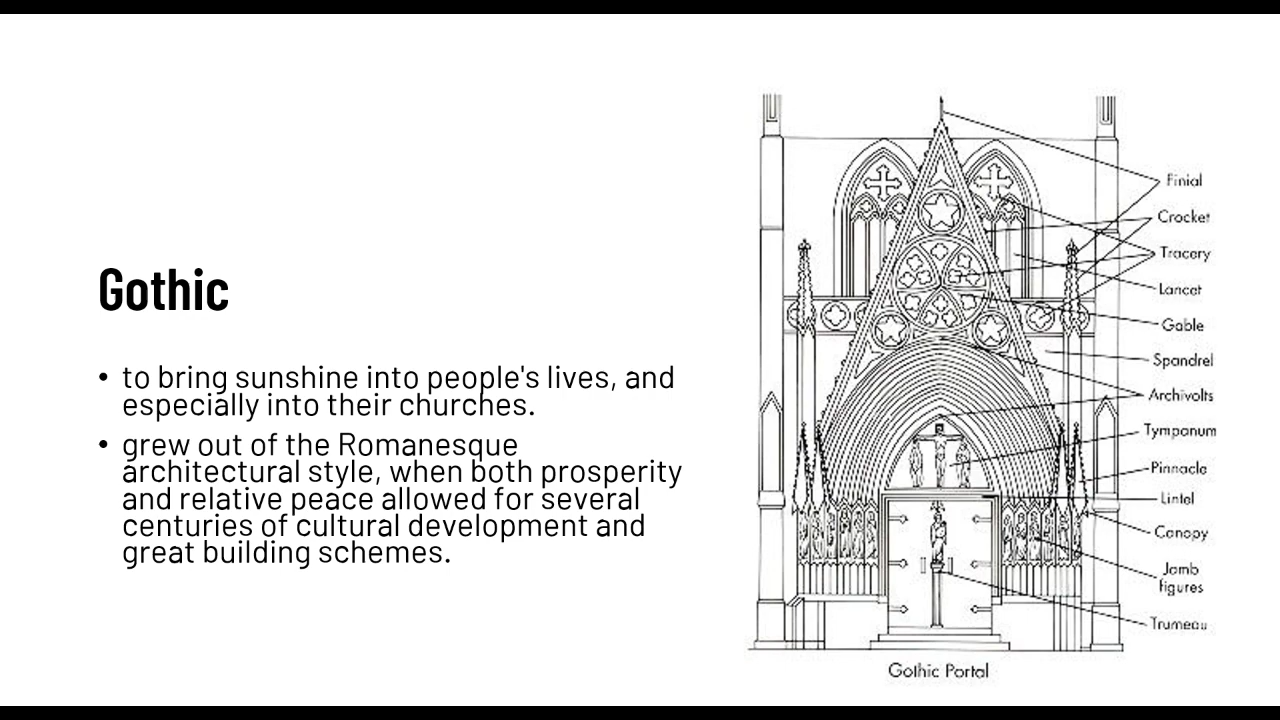 Gothic
• to bring sunshine into people's lives, and
especially into their churches.
• grew out of the Romanesque
architectural style, when both prosperity
and relative peace allowed for several
centuries of cultural development and
great building schemes.
Finial
Crocket
Tracery
Lancet
Gable
Spandrel
Archivolts
Tympanum
Pinnacle
Lintel
Canopy
Jamb
figures
Trumeau
Gothic Portal